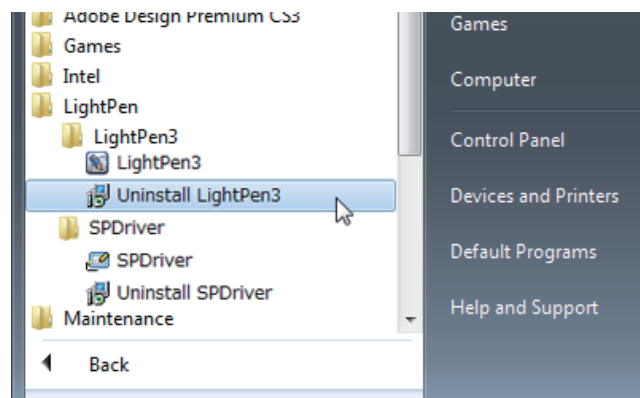 Adobe Design Premium CS3
Games
Intel
LightPen
LightPen3
LightPen3
Uninstall LightPen3
SPDriver
SPDriver
Uninstall SPDriver
Maintenance
Back
Games
Computer
Control Panel
Devices and Printers
Default Programs
Help and Support